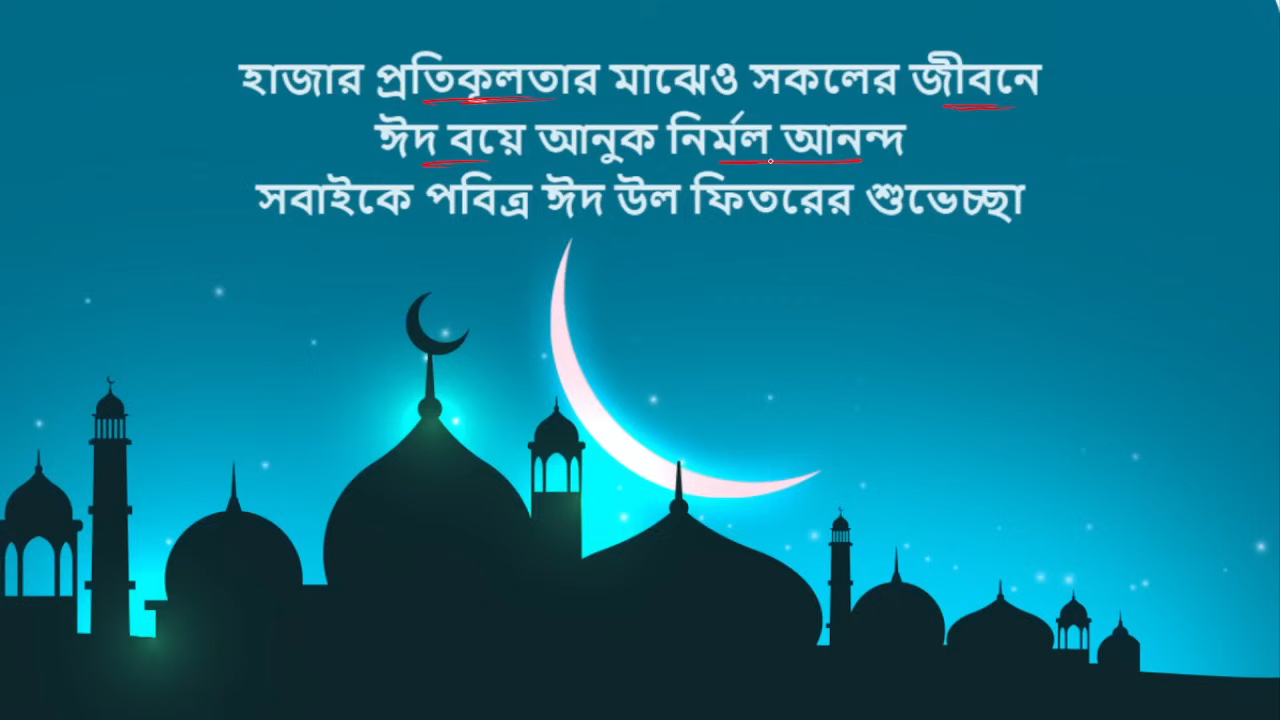 হাজার প্রতিকূলতার মাঝেও সকলের জীবনে
ঈদ বয়ে আনুক নির্মল আনন্দ
সবাইকে পবিত্র ঈদ উল ফিতরের শুভেচ্ছা